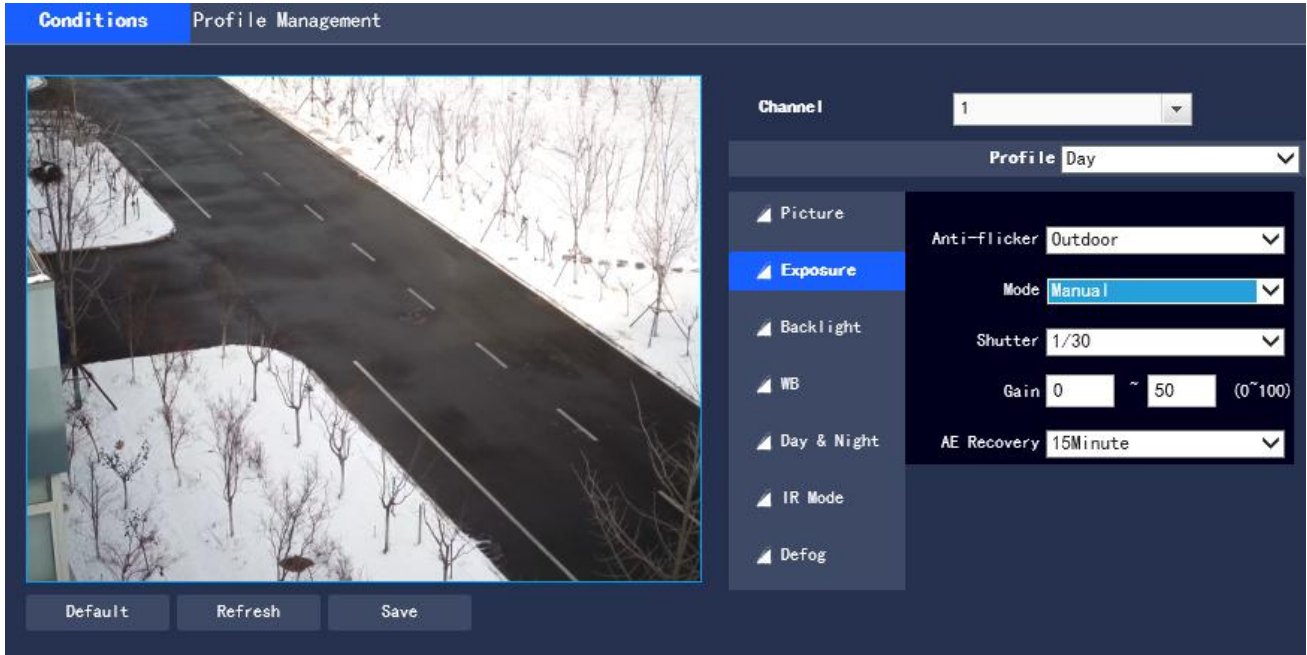 Conditions Profile Management
Channel 1
Profile Day
Picture
Exposure
Backlight
WB
Day & Night
IR Mode
Defog
Anti-flicker Outdoor
Mode Manual
Shutter 1/30
Gain 0 ~ 50 (0~100)
AE Recovery 15Minute
Default Refresh Save